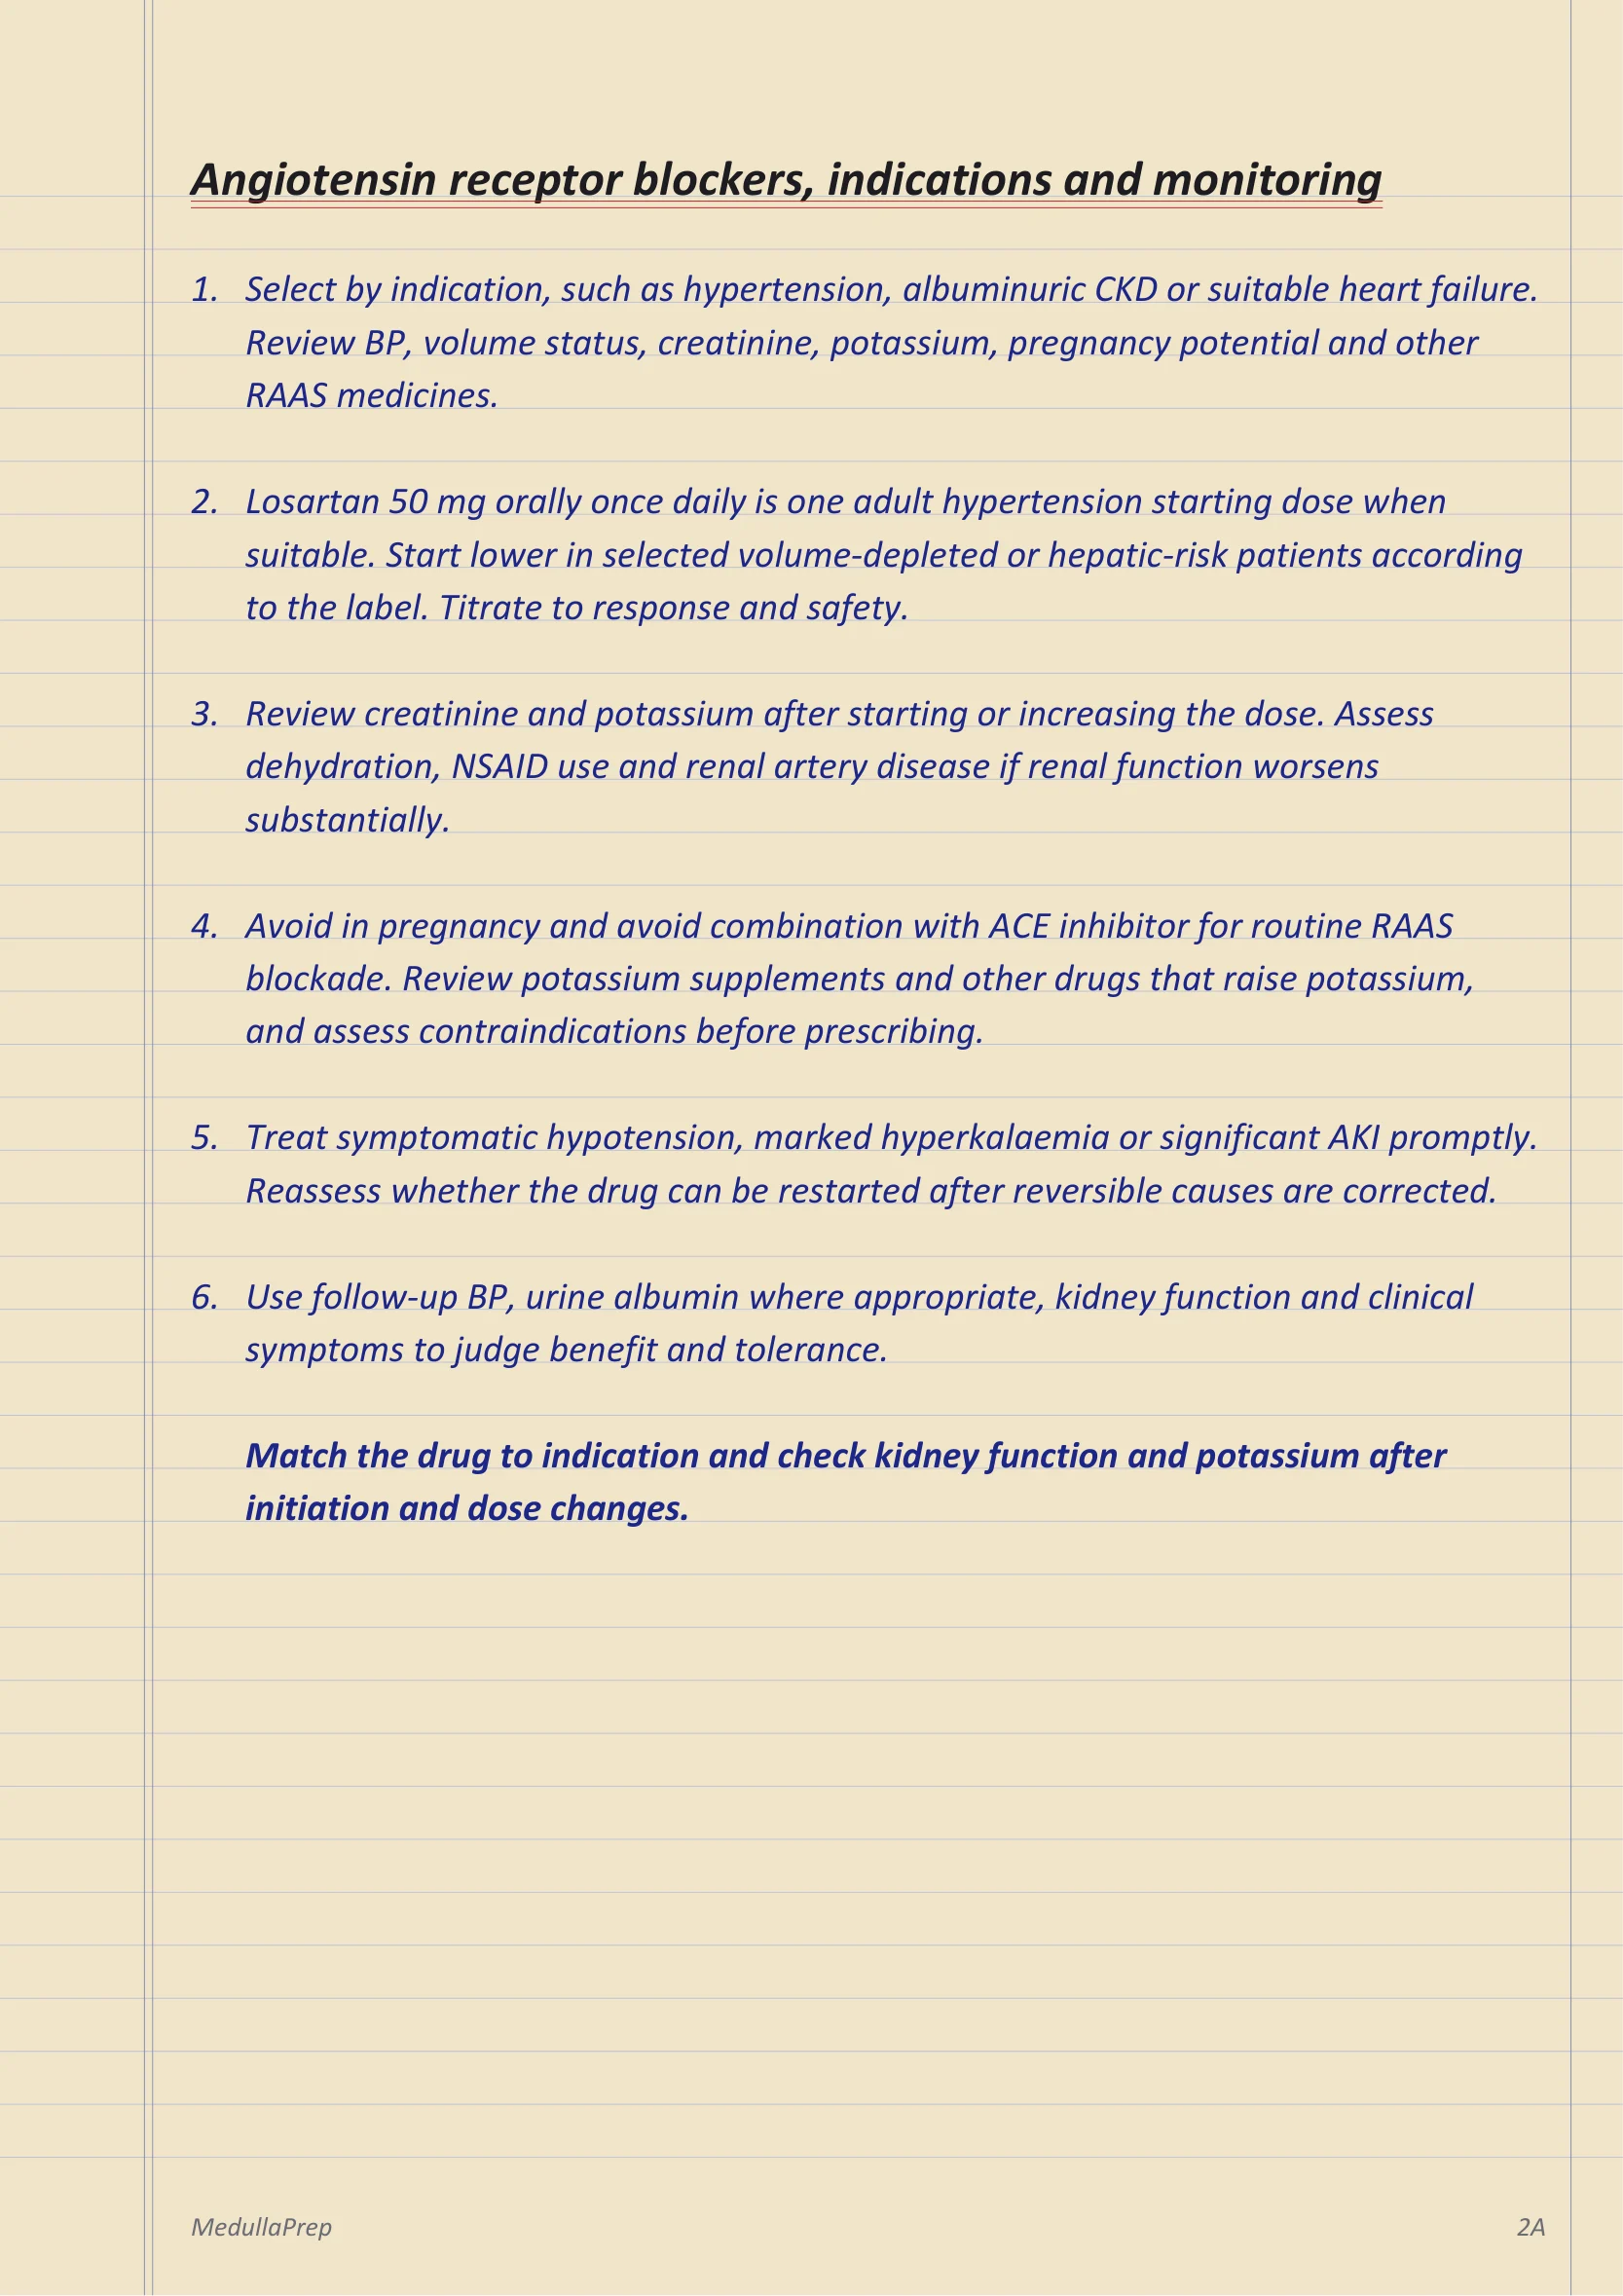 Angiotensin receptor blockers, indications and monitoring
1. Select by indication, such as hypertension, albuminuric CKD or suitable heart failure.
Review BP, volume status, creatinine, potassium, pregnancy potential and other
RAAS medicines.
2. Losartan 50 mg orally once daily is one adult hypertension starting dose when
suitable. Start lower in selected volume-depleted or hepatic-risk patients according
to the label. Titrate to response and safety.
3. Review creatinine and potassium after starting or increasing the dose. Assess
dehydration, NSAID use and renal artery disease if renal function worsens
substantially.
4. Avoid in pregnancy and avoid combination with ACE inhibitor for routine RAAS
blockade. Review potassium supplements and other drugs that raise potassium,
and assess contraindications before prescribing.
5. Treat symptomatic hypotension, marked hyperkalaemia or significant AKI promptly.
Reassess whether the drug can be restarted after reversible causes are corrected.
6. Use follow-up BP, urine albumin where appropriate, kidney function and clinical
symptoms to judge benefit and tolerance.
Match the drug to indication and check kidney function and potassium after
initiation and dose changes.
MedullaPrep
2A